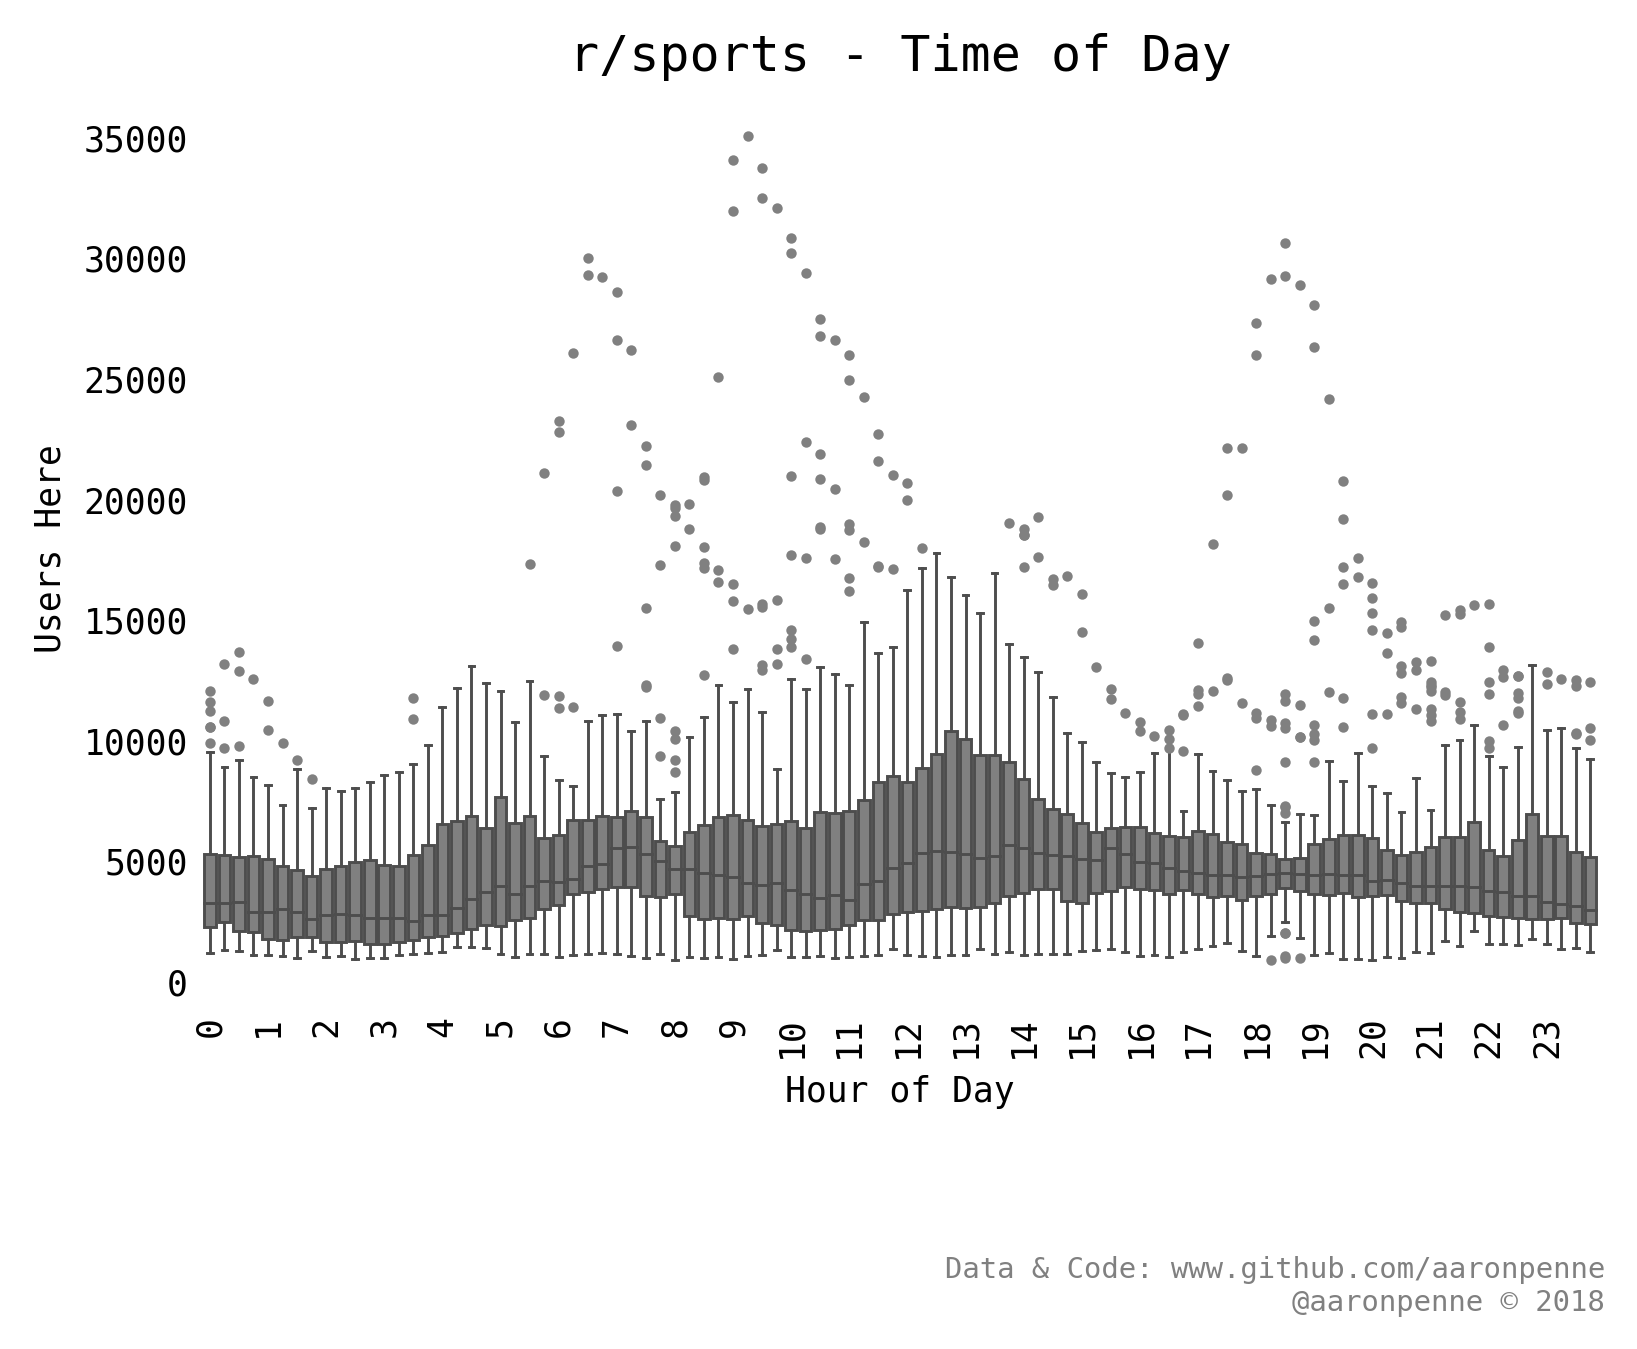 r/sports - Time of Day
35000
30000
25000
20000
15000
10000
5000
0
Users Here
0 1 2 3 4 5 6 7 8 9 10 11 12 13 14 15 16 17 18 19 20 21 22 23
Hour of Day
Data & Code: www.github.com/aaronpenne
@aaronpenne © 2018